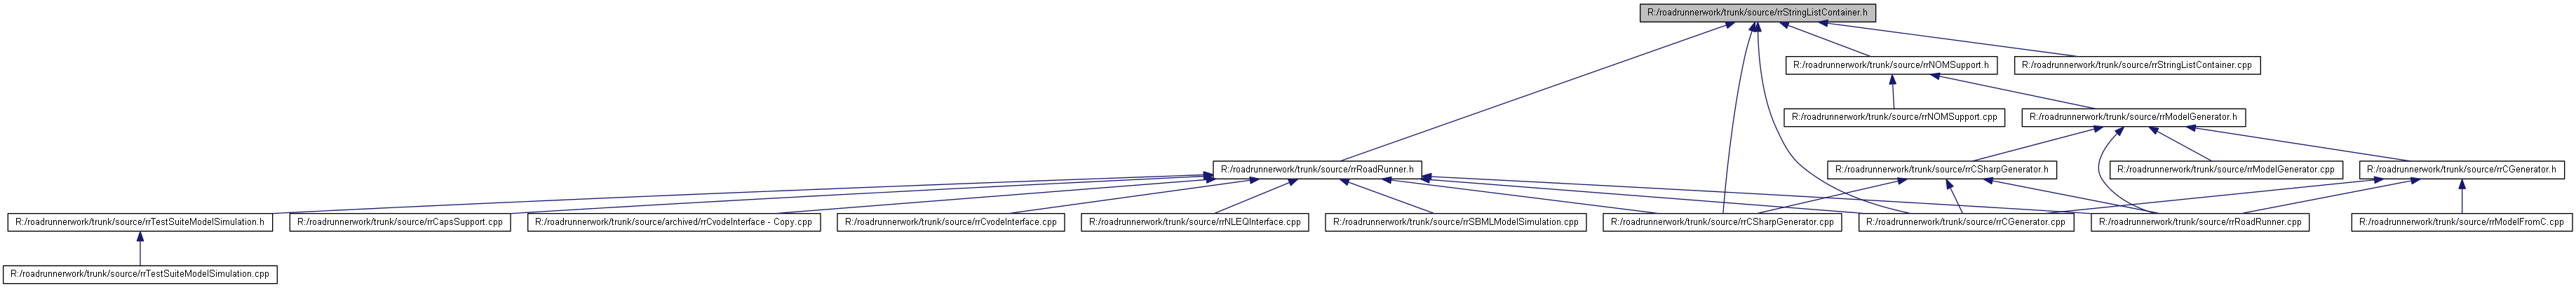 R:/roadrunnerwork/trunk/source/rrStringListContainer.h
R:/roadrunnerwork/trunk/source/rrNOMSupport.h
R:/roadrunnerwork/trunk/source/rrStringListContainer.cpp
R:/roadrunnerwork/trunk/source/rrNOMSupport.cpp
R:/roadrunnerwork/trunk/source/rrModelGenerator.h
R:/roadrunnerwork/trunk/source/rrRoadRunner.h
R:/roadrunnerwork/trunk/source/rrCSharpGenerator.h
R:/roadrunnerwork/trunk/source/rrModelGenerator.cpp
R:/roadrunnerwork/trunk/source/rrCGenerator.h
R:/roadrunnerwork/trunk/source/rrTestSuiteModelSimulation.h
R:/roadrunnerwork/trunk/source/rrCapsSupport.cpp
R:/roadrunnerwork/trunk/source/archived/rrCvodeInterface - Copy.cpp
R:/roadrunnerwork/trunk/source/rrCvodeInterface.cpp
R:/roadrunnerwork/trunk/source/rrNLEQInterface.cpp
R:/roadrunnerwork/trunk/source/rrSBMLModelSimulation.cpp
R:/roadrunnerwork/trunk/source/rrCSharpGenerator.cpp
R:/roadrunnerwork/trunk/source/rrCGenerator.cpp
R:/roadrunnerwork/trunk/source/rrRoadRunner.cpp
R:/roadrunnerwork/trunk/source/rrModelFromC.cpp
R:/roadrunnerwork/trunk/source/rrTestSuiteModelSimulation.cpp